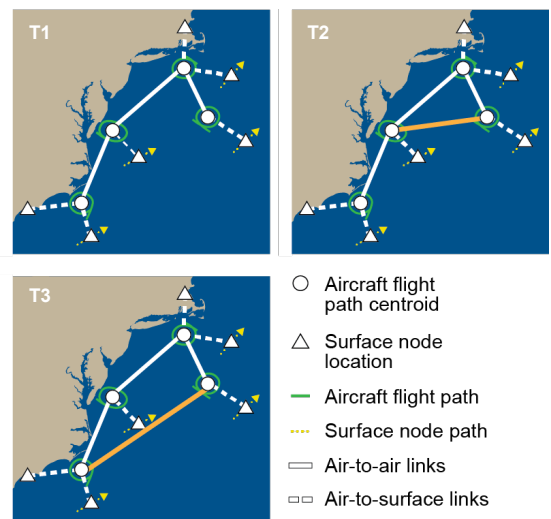 T1
T2
T3
Aircraft flight
path centroid
Surface node
location
Aircraft flight path
Surface node path
Air-to-air links
Air-to-surface links